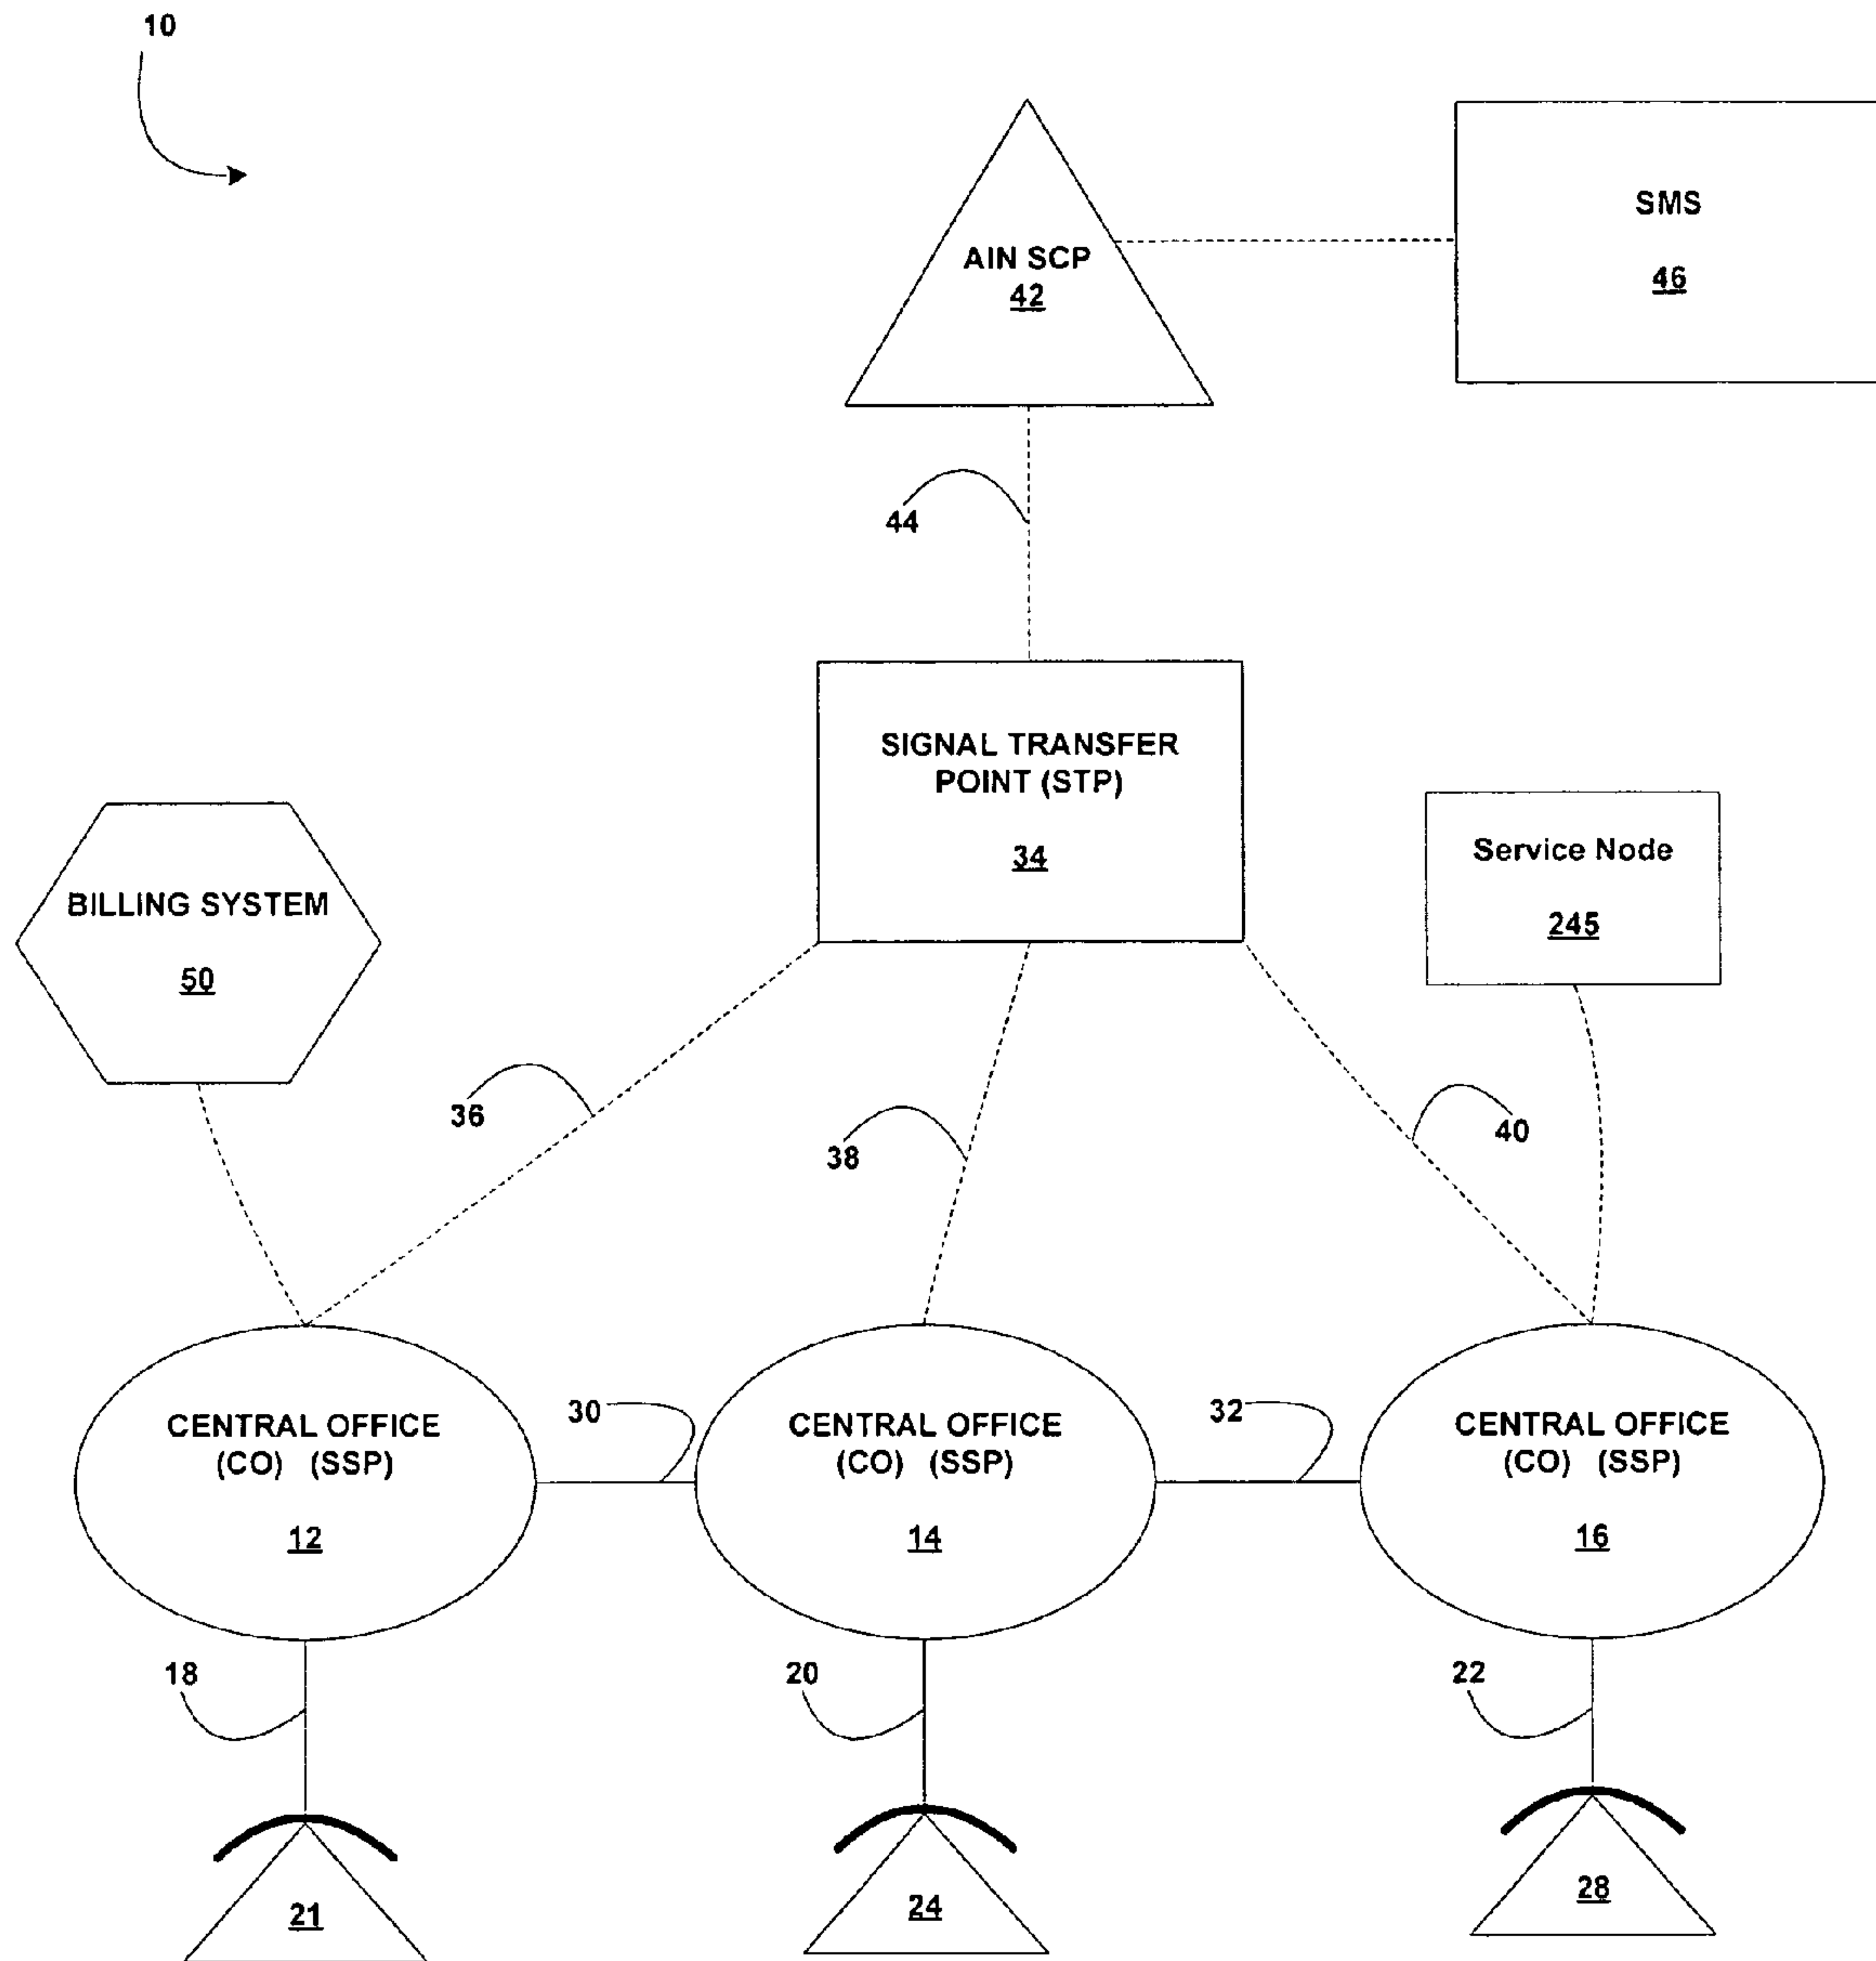 10
SMS
46
AIN SCP
42
44
SIGNAL TRANSFER
POINT (STP)
34
Service Node
245
BILLING SYSTEM
50
36
38
40
30
32
CENTRAL OFFICE
(CO) (SSP)
12
CENTRAL OFFICE
(CO) (SSP)
14
CENTRAL OFFICE
(CO) (SSP)
16
18
20
22
21
24
28